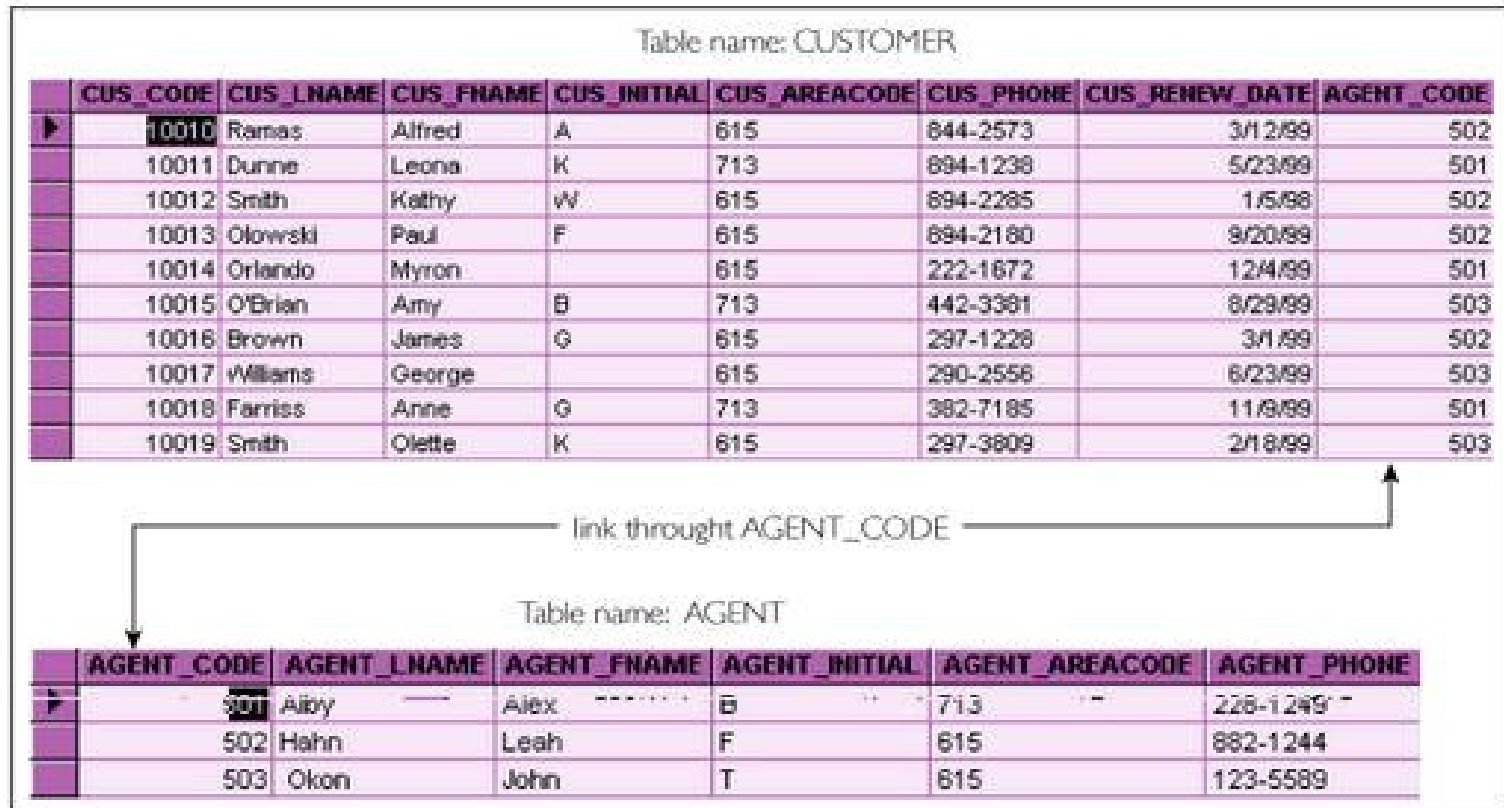 Table name: CUSTOMER
CUS_CODE CUS_LNAME CUS_FNAME CUS_INITIAL CUS_AREACODE CUS_PHONE CUS_RENEW_DATE AGENT_CODE
10010 Ramas Alfred A 615 844-2573 3/12/99 502
10011 Dunne Leona K 713 894-1238 5/23/99 501
10012 Smith Kathy W 615 894-2285 1/5/98 502
10013 Olowski Paul F 615 894-2180 9/20/99 502
10014 Orlando Myron 615 222-1672 12/4/99 501
10015 O'Brian Amy B 713 442-3381 8/29/99 503
10016 Brown James G 615 297-1228 3/1/99 502
10017 Williams George 615 290-2556 6/23/99 503
10018 Farriss Anne G 713 382-7185 11/9/99 501
10019 Smith Olette K 615 297-3809 2/18/99 503
link throught AGENT_CODE
Table name: AGENT
AGENT_CODE AGENT_LNAME AGENT_FNAME AGENT_INITIAL AGENT_AREACODE AGENT_PHONE
501 Alby Alex B 713 228-1249
502 Hahn Leah F 615 882-1244
503 Okon John T 615 123-5589